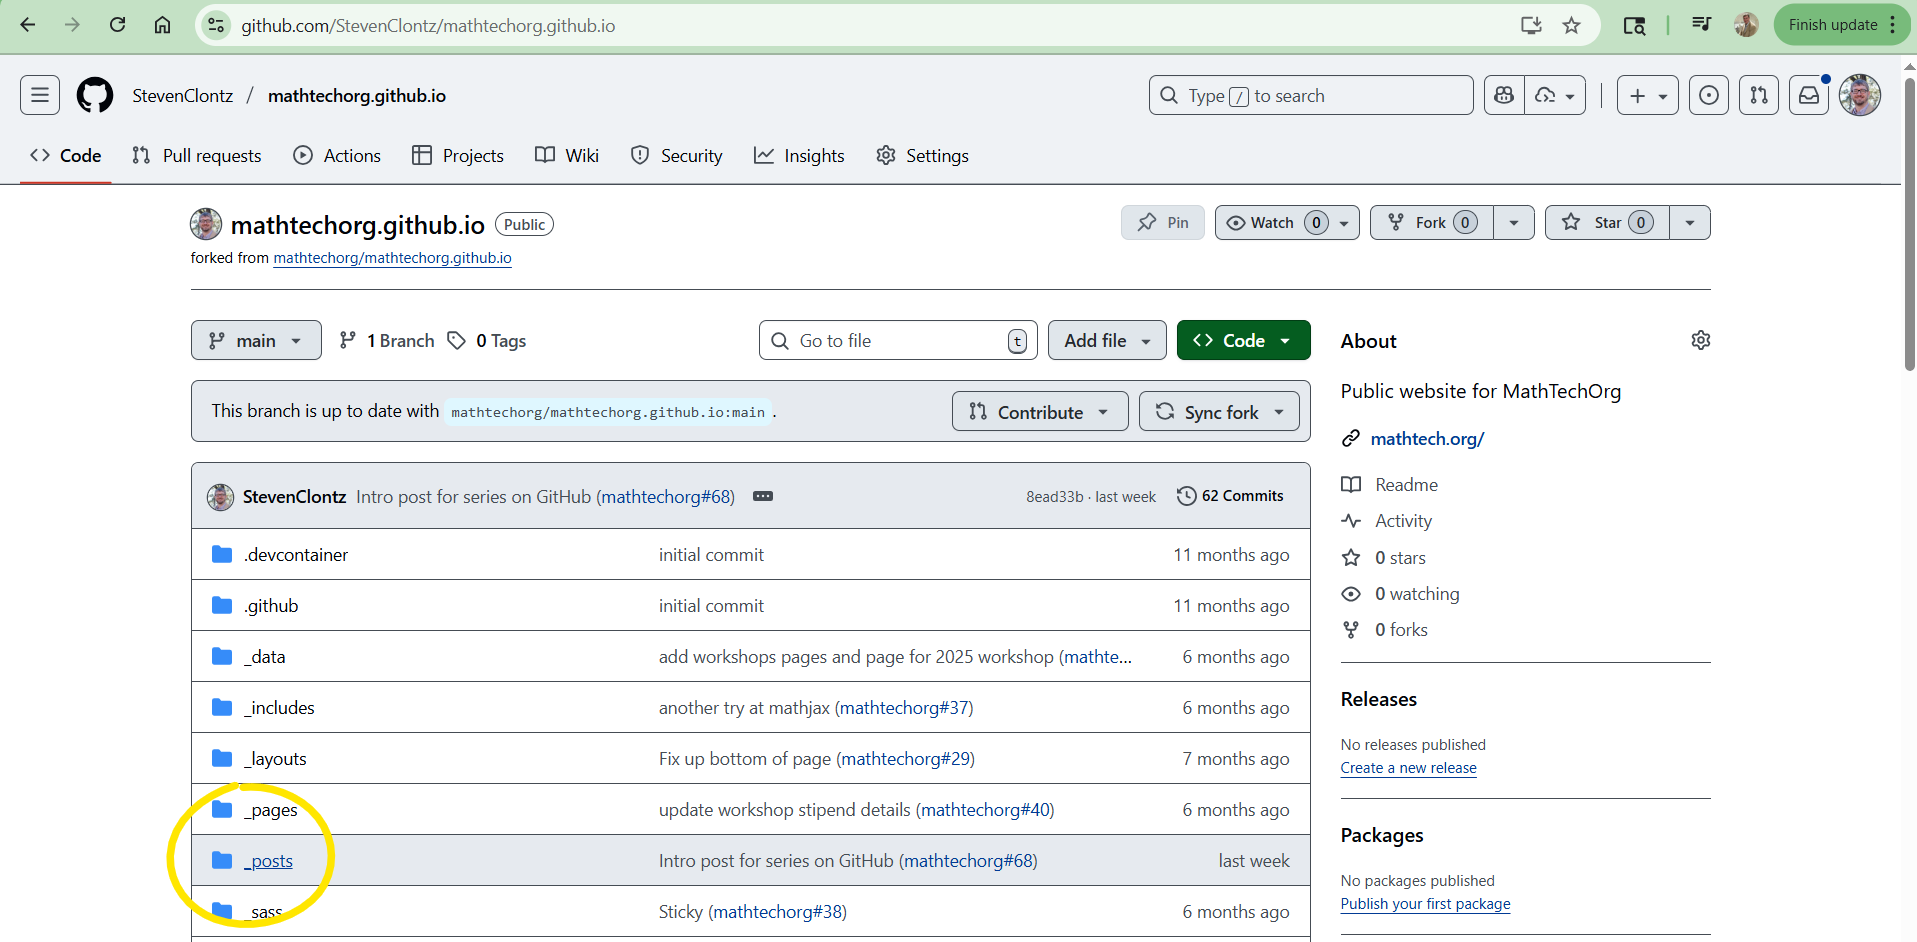 github.com/StevenClontz/mathtechorg.github.io
Finish update
StevenClontz / mathtechorg.github.io
Type / to search
Code
Pull requests
Actions
Projects
Wiki
Security
Insights
Settings
mathtechorg.github.io Public
Pin
Watch 0
Fork 0
Star 0
forked from mathtechorg/mathtechorg.github.io
main
1 Branch
0 Tags
Go to file t
Add file
Code
This branch is up to date with mathtechorg/mathtechorg.github.io:main .
Contribute
Sync fork
StevenClontz Intro post for series on GitHub (mathtechorg#68)
8ead33b · last week
62 Commits
.devcontainer initial commit 11 months ago
.github initial commit 11 months ago
_data add workshops pages and page for 2025 workshop (mathte... 6 months ago
_includes another try at mathjax (mathtechorg#37) 6 months ago
_layouts Fix up bottom of page (mathtechorg#29) 7 months ago
_pages update workshop stipend details (mathtechorg#40) 6 months ago
_posts Intro post for series on GitHub (mathtechorg#68) last week
_sass Sticky (mathtechorg#38) 6 months ago
About
Public website for MathTechOrg
mathtech.org/
Readme
Activity
0 stars
0 watching
0 forks
Releases
No releases published
Create a new release
Packages
No packages published
Publish your first package